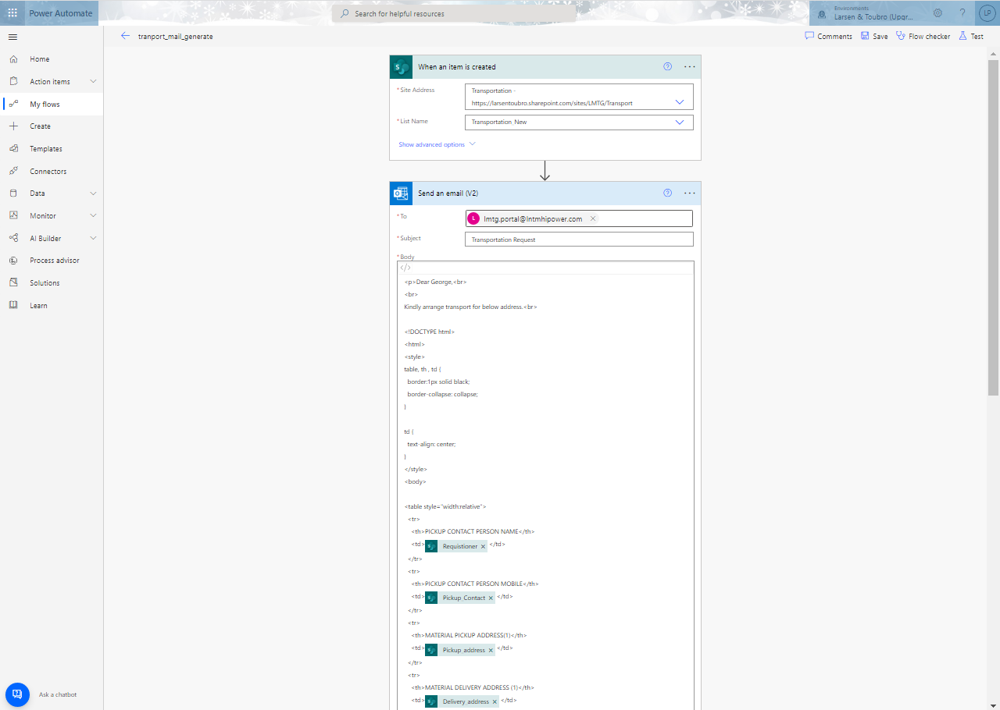 Power Automate
Search for helpful resources
Environments
Larsen & Toubro (Upgr...
LP
tranport_mail_generate
Comments
Save
Flow checker
Test
Home
Action items
My flows
Create
Templates
Connectors
Data
Monitor
AI Builder
Process advisor
Solutions
Learn
Ask a chatbot
When an item is created
* Site Address
Transportation -
https://larsentoubro.sharepoint.com/sites/LMTG/Transport
* List Name
Transportation_New
Show advanced options
Send an email (V2)
* To
L lmtg.portal@lntmhipower.com
* Subject
Transportation Request
* Body
</>
<p>Dear George,<br>
<br>
Kindly arrange transport for below address.<br>
<!DOCTYPE html>
<html>
<style>
table, th , td {
border:1px solid black;
border-collapse: collapse;
}
td {
text-align: center;
}
</style>
<body>
<table style="width:relative">
<tr>
<th>PICKUP CONTACT PERSON NAME</th>
<td> Requistioner × </td>
</tr>
<tr>
<th>PICKUP CONTACT PERSON MOBILE</th>
<td> Pickup_Contact × </td>
</tr>
<tr>
<th>MATERIAL PICKUP ADDRESS(1)</th>
<td> Pickup_address × </td>
</tr>
<tr>
<th>MATERIAL DELIVERY ADDRESS (1)</th>
<td> Delivery_address × </td>